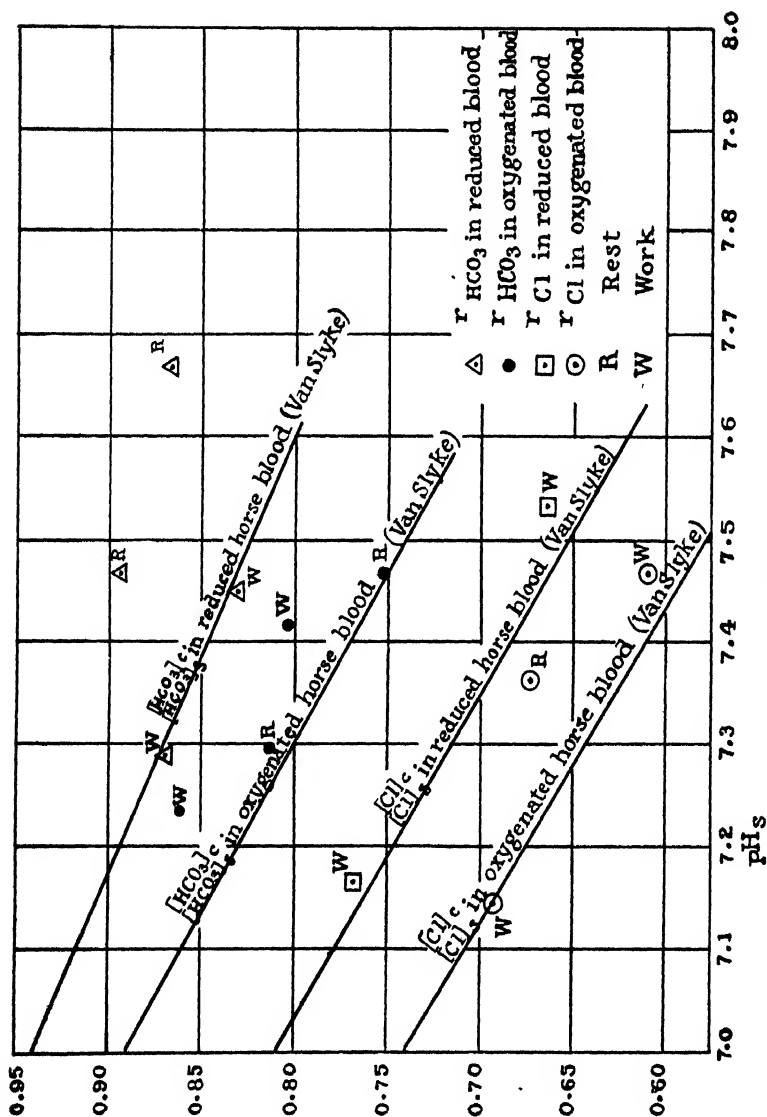 0.95
0.90
0.85
0.80
0.75
0.70
0.65
0.60
7.0
7.1
7.2
7.3
7.4
7.5
7.6
7.7
7.8
7.9
8.0
pHs
[HCO3]c: [HCO3]s in reduced horse blood (Van Slyke)
[HCO3]c [HCO3]s in oxygenated horse blood (Van Slyke)
[Cl]c [Cl]s in reduced horse blood (Van Slyke)
[Cl]c [Cl]s in oxygenated horse blood (Van Slyke)
R
R
W
W
W
W
R
R
W
W
R
W
W
r HCO3 in reduced blood
r HCO3 in oxygenated blood
r Cl in reduced blood
r Cl in oxygenated blood
R Rest
W Work